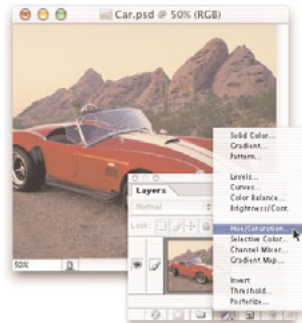 Car.psd @ 50% (RGB)
50%
Layers
Normal
Lock:
Solid Color...
Gradient...
Pattern...
Levels...
Curves...
Color Balance...
Brightness/Cont
Hue/Saturation...
Selective Color...
Channel Mixer...
Gradient Map...
Invert
Threshold...
Posterize...